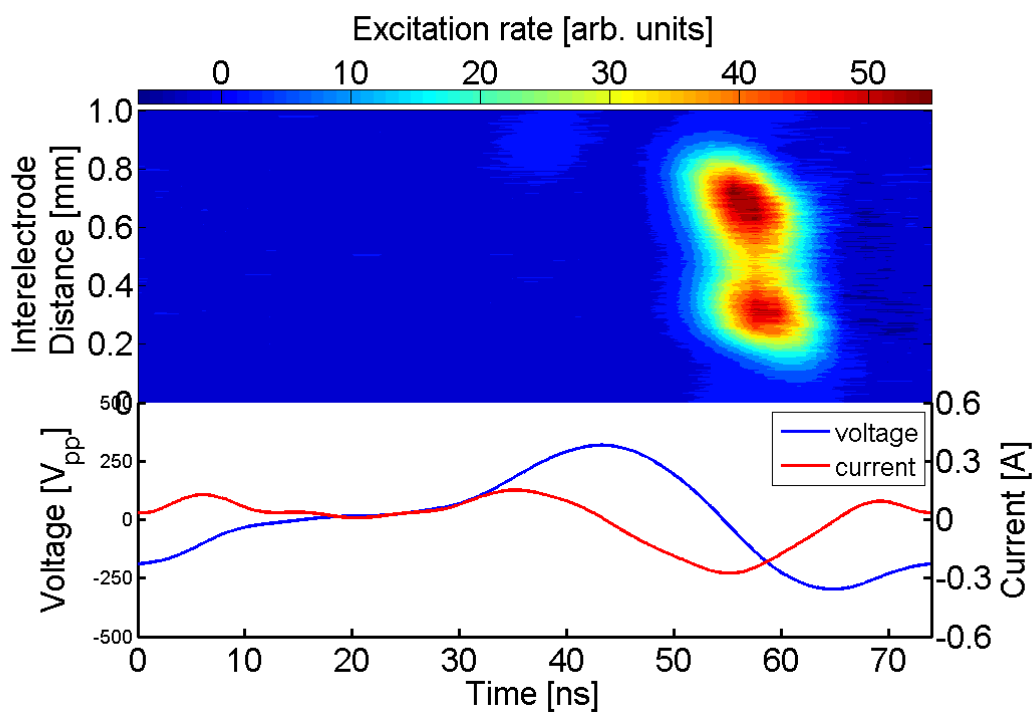 Excitation rate [arb. units]
0 10 20 30 40 50
Interelectrode
Distance [mm]
1.0
0.8
0.6
0.4
0.2
0
Voltage [Vpp]
500
250
0
-250
-500
voltage
current
0.6
0.3
0
-0.3
-0.6
Current [A]
0 10 20 30 40 50 60 70
Time [ns]